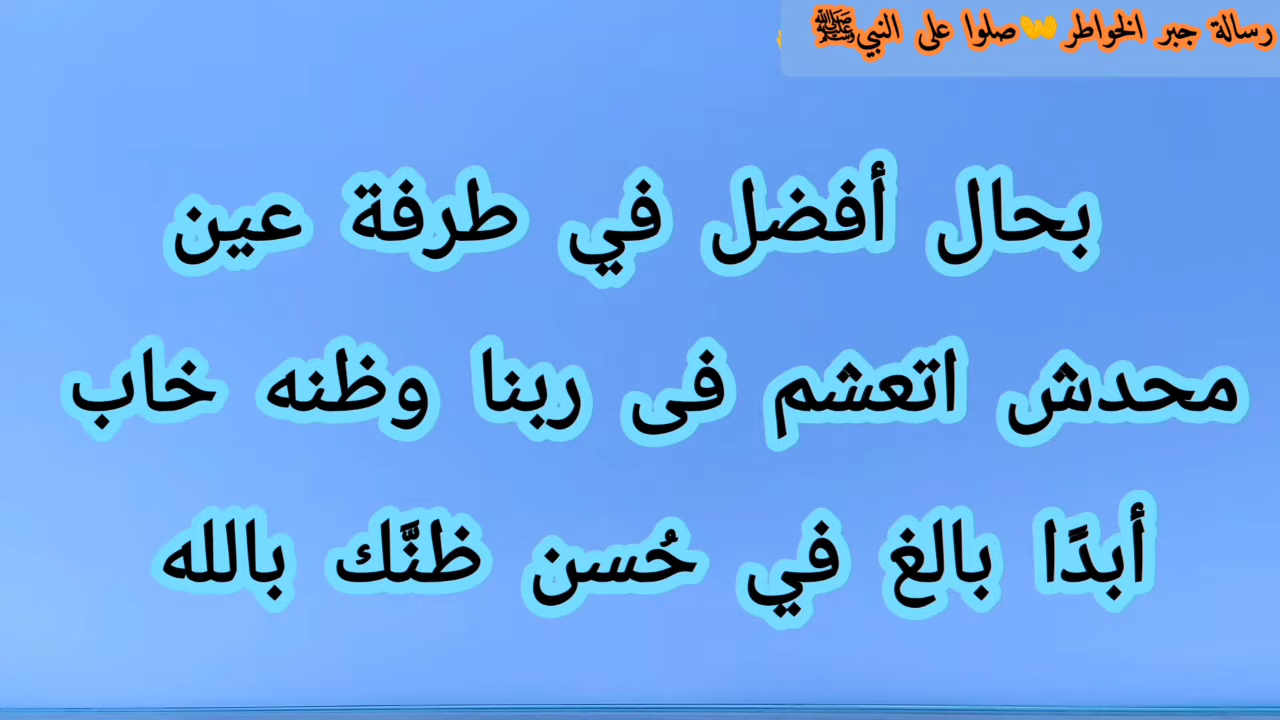 رسالة جبر الخواطر👐صلوا على النبيﷺ
بحال أفضل في طرفة عين
محدش اتعشم فى ربنا وظنه خاب
أبدًا بالغ في حُسن ظنَّك بالله